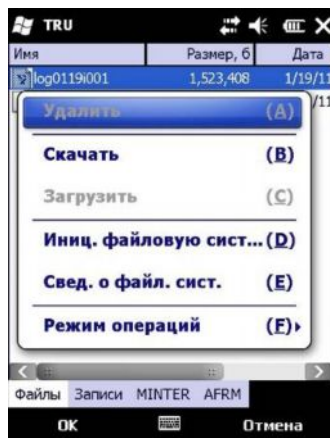 TRU
Имя Размер, б Дата
log0119i001 1,523,408 1/19/11
/11
Удалить (A)
Скачать (B)
Загрузить (C)
Иниц. файловую сист... (D)
Свед. о файл. сист. (E)
Режим операций (F)
Файлы Записи MINTER AFRM
OK Отмена